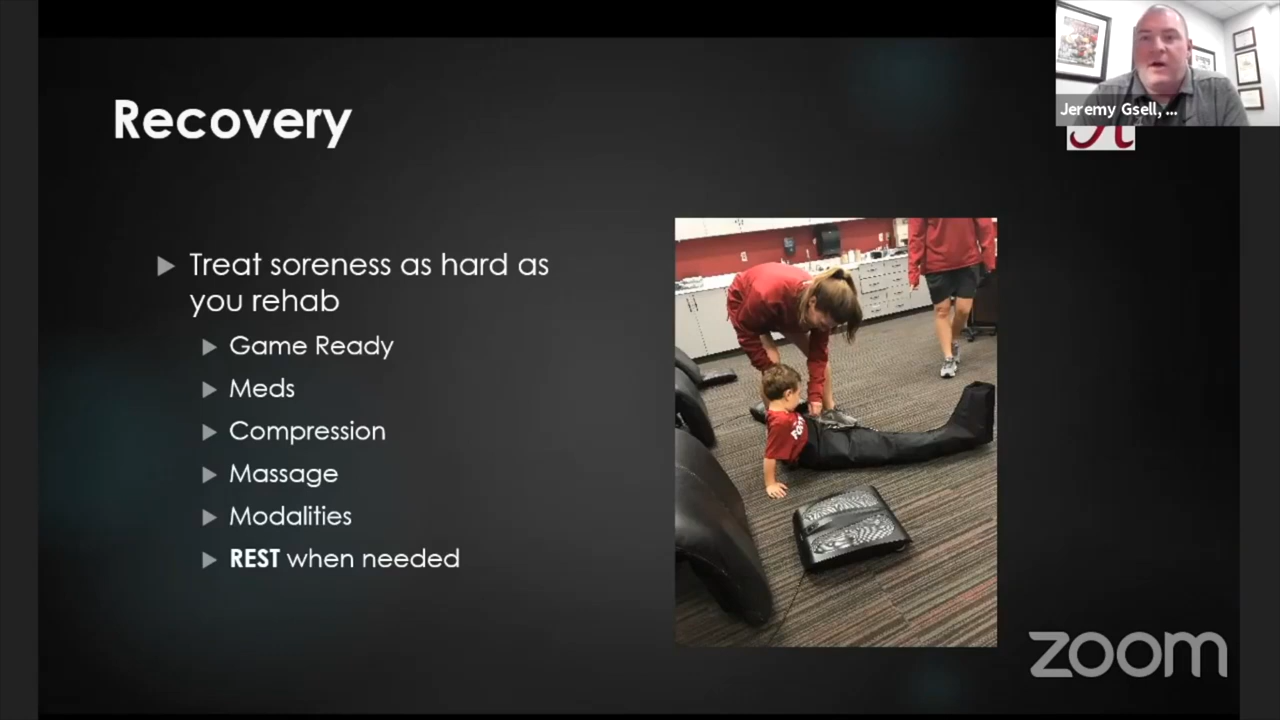 Recovery
Jeremy Gsell, ...
Treat soreness as hard as
you rehab
Game Ready
Meds
Compression
Massage
Modalities
REST when needed
zoom